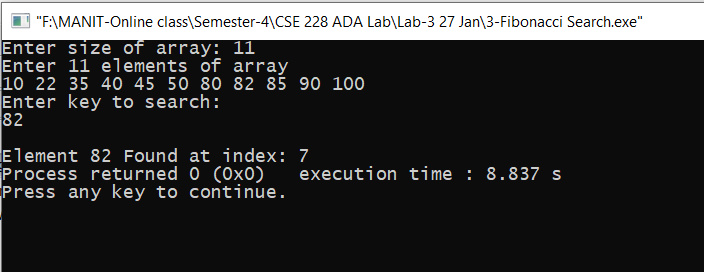 "F:\MANIT-Online class\Semester-4\CSE 228 ADA Lab\Lab-3 27 Jan\3-Fibonacci Search.exe"
Enter size of array: 11
Enter 11 elements of array
10 22 35 40 45 50 80 82 85 90 100
Enter key to search:
82
Element 82 Found at index: 7
Process returned 0 (0x0)   execution time : 8.837 s
Press any key to continue.